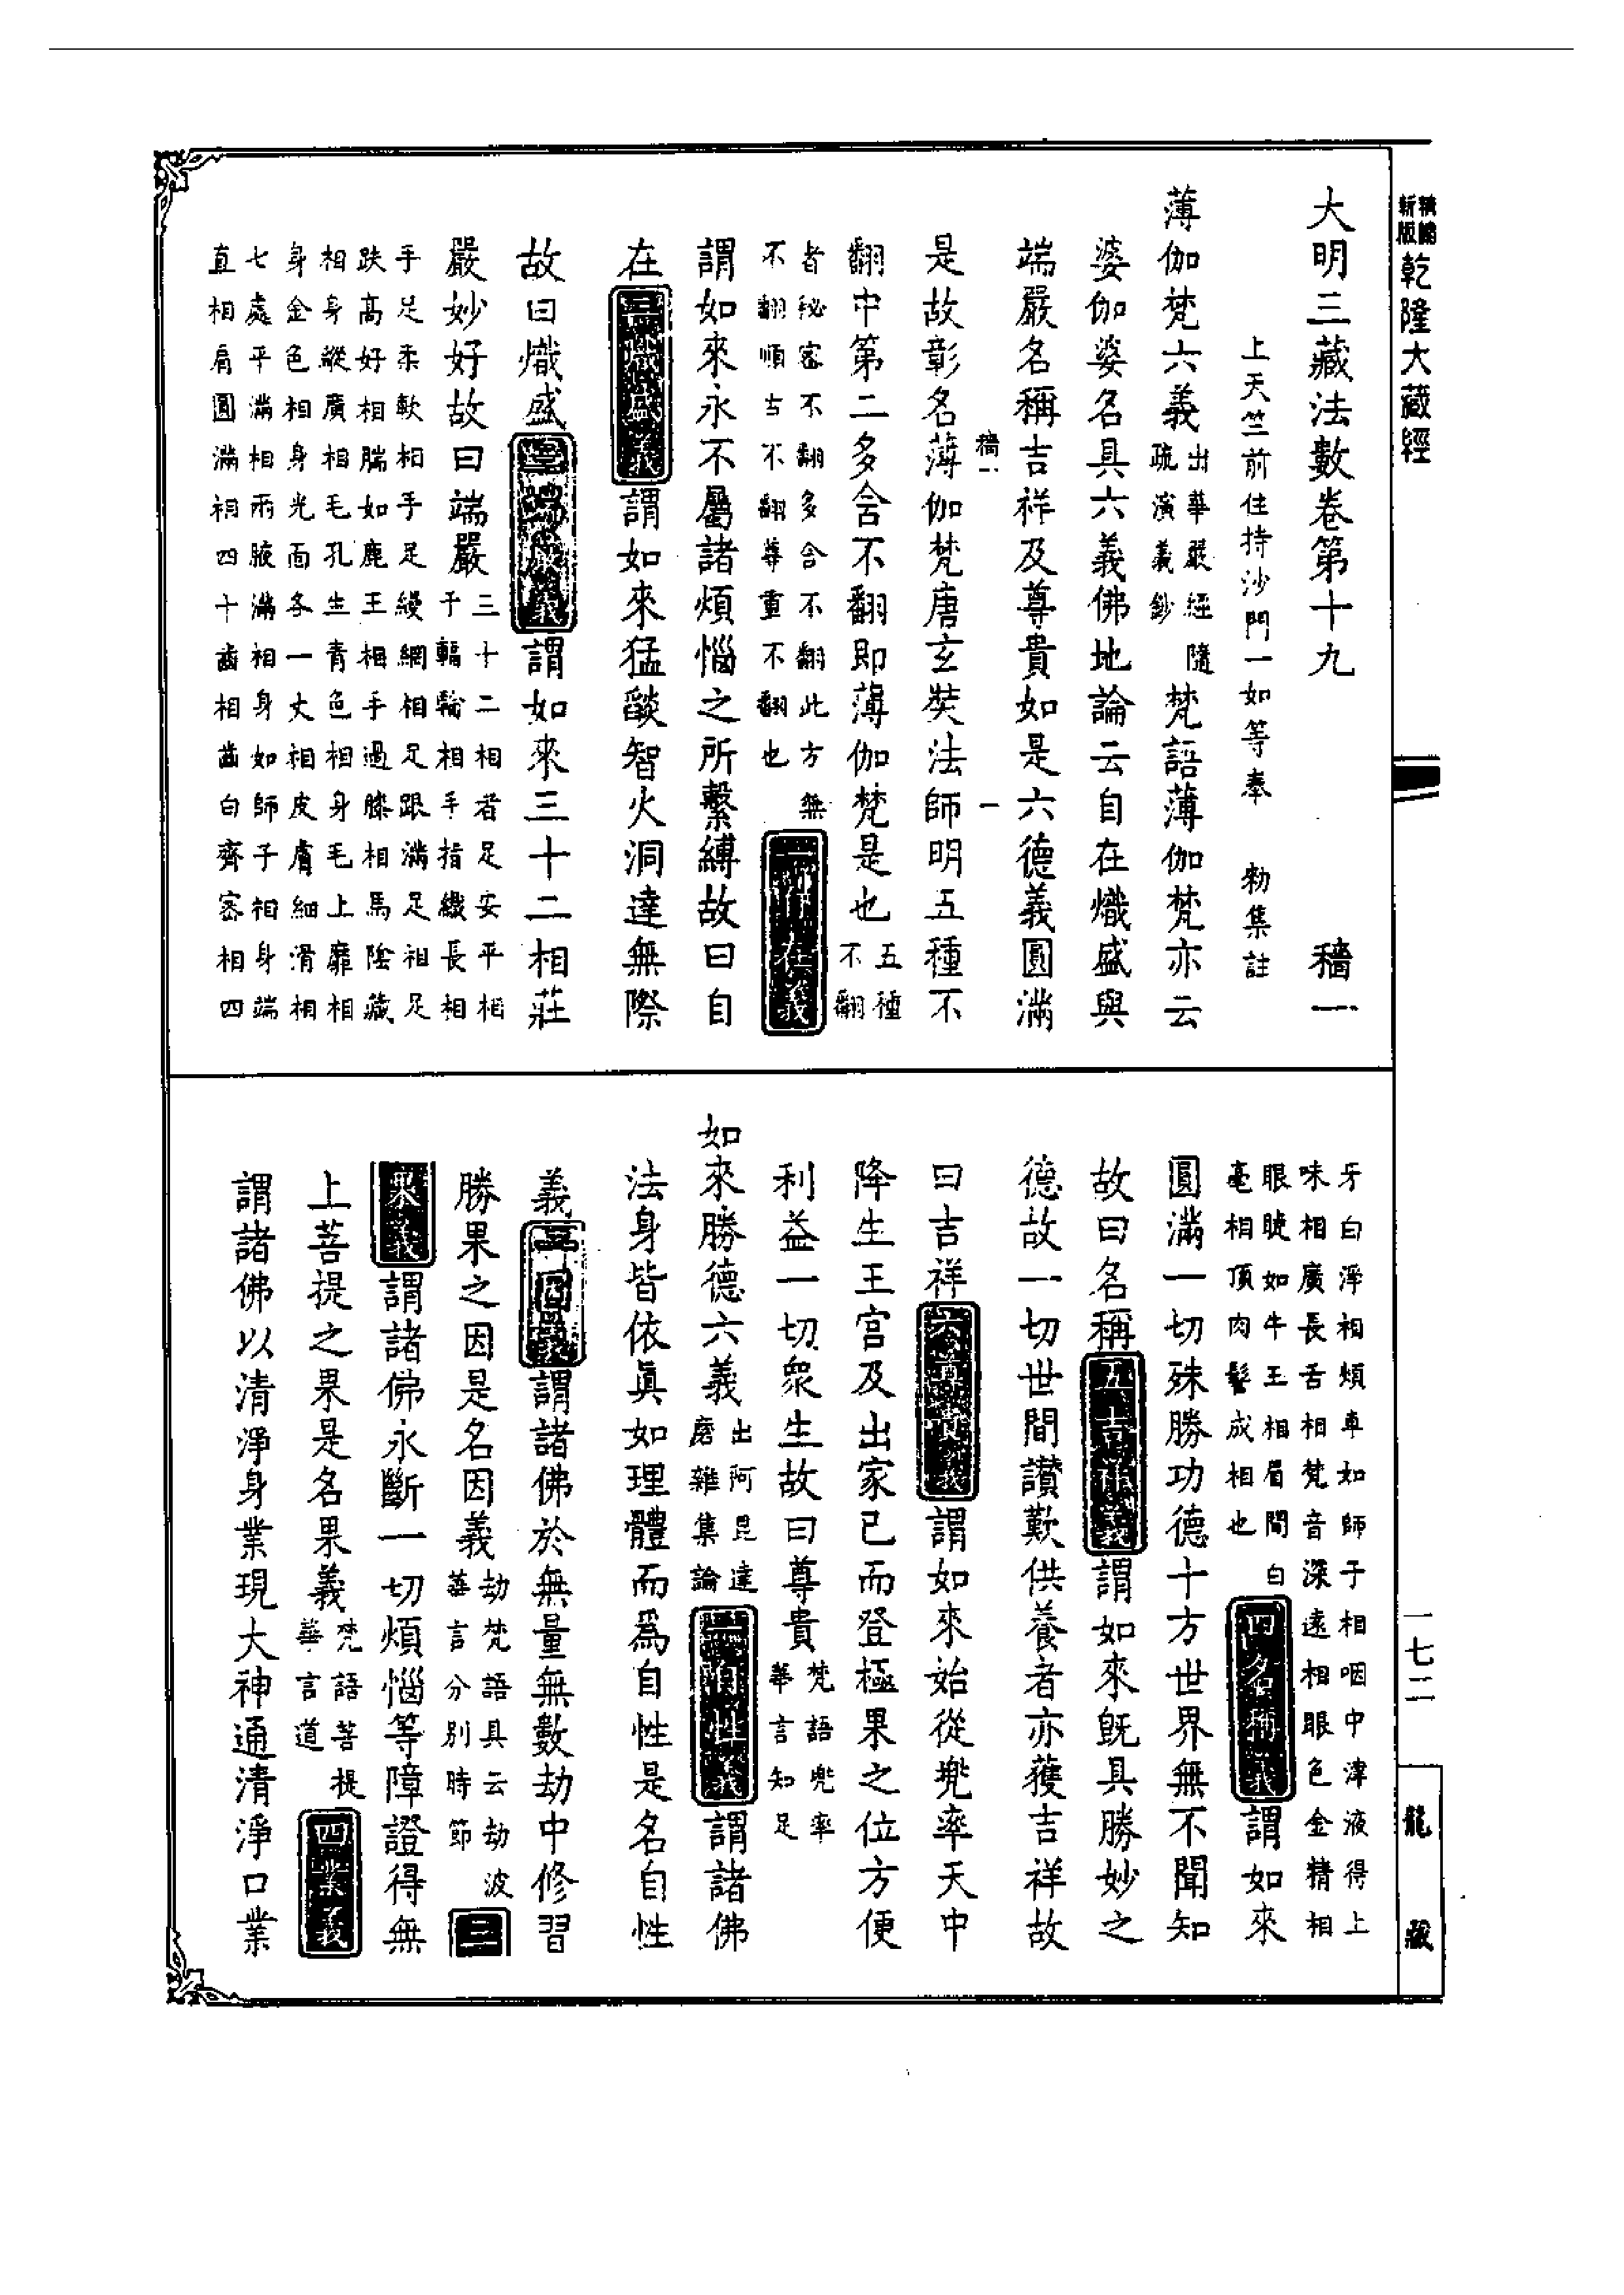 精縮新版乾隆大藏經
大明三藏法數卷第十九 穡一
上天竺前住持沙門一如等奉 勅集註
薄伽梵六義出華嚴經隨疏演義鈔梵語薄伽梵亦云
婆伽婆名具六義佛地論云自在熾盛與
端嚴名稱吉祥及尊貴如是六德義圓滿
穡一 一
是故彰名薄伽梵唐玄奘法師明五種不
翻中第二多含不翻即薄伽梵是也五種不翻
者秘密不翻多含不翻此方無不翻順古不翻尊重不翻也一自在義
謂如來永不屬諸煩惱之所繫縛故曰自
在二熾盛義謂如來猛燄智火洞達無際
故曰熾盛三端嚴義謂如來三十二相莊
嚴妙好故曰端嚴三十二相者足安平相千輻輪相手指纖長相
手足柔軟相手足縵網相足跟滿足相足趺高好相腨如鹿王相手過膝相馬陰藏
相身縱廣相毛孔生青色相身毛上靡相身金色相身光面各一丈相皮膚細滑相
七處平滿相兩腋滿相身如師子相身端直相肩圓滿相四十齒相齒白齊密相四
牙白淨相頰車如師子相咽中津液得上味相廣長舌相梵音深遠相眼色金精相
眼睫如牛王相眉間白毫相頂肉髻成相也四名稱義謂如來
圓滿一切殊勝功德十方世界無不聞知
故曰名稱五吉祥義謂如來既具勝妙之
德故一切世間讚歎供養者亦獲吉祥故
曰吉祥六尊貴義謂如來始從兜率天中
降生王宮及出家已而登極果之位方便
利益一切衆生故曰尊貴梵語兜率華言知足
如來勝德六義出阿毘達磨雜集論一自性義謂諸佛
法身皆依眞如理體而爲自性是名自性
義二因義謂諸佛於無量無數劫中修習
勝果之因是名因義劫梵語具云劫波華言分別時節三
果義謂諸佛永斷一切煩惱等障證得無
上菩提之果是名果義梵語菩提華言道四業義
謂諸佛以清淨身業現大神通清淨口業
一七二
龍藏